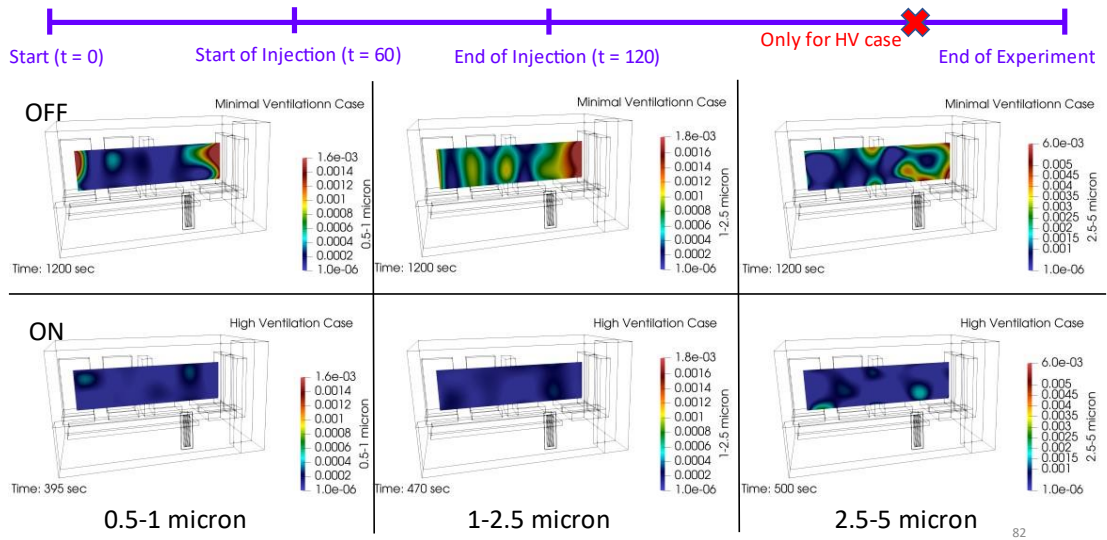 Only for HV case
Start (t = 0)
Start of Injection (t = 60)
End of Injection (t = 120)
End of Experiment
OFF
Minimal Ventilationn Case
1.6e-03
0.0014
0.0012
0.001
0.0008
0.0006
0.0004
0.0002
1.0e-06
0.5-1 micron
Time: 1200 sec
Minimal Ventilationn Case
1.8e-03
0.0016
0.0014
0.0012
0.001
0.0008
0.0006
0.0004
0.0002
1.0e-06
1-2.5 micron
Time: 1200 sec
Minimal Ventilationn Case
6.0e-03
0.005
0.0045
0.004
0.0035
0.003
0.0025
0.002
0.0015
0.001
1.0e-06
2.5-5 micron
Time: 1200 sec
ON
High Ventilation Case
1.6e-03
0.0014
0.0012
0.001
0.0008
0.0006
0.0004
0.0002
1.0e-06
0.5-1 micron
Time: 395 sec
High Ventilation Case
1.8e-03
0.0016
0.0014
0.0012
0.001
0.0008
0.0006
0.0004
0.0002
1.0e-06
1-2.5 micron
Time: 470 sec
High Ventilation Case
6.0e-03
0.005
0.0045
0.004
0.0035
0.003
0.0025
0.002
0.0015
0.001
1.0e-06
2.5-5 micron
Time: 500 sec
0.5-1 micron
1-2.5 micron
2.5-5 micron
82